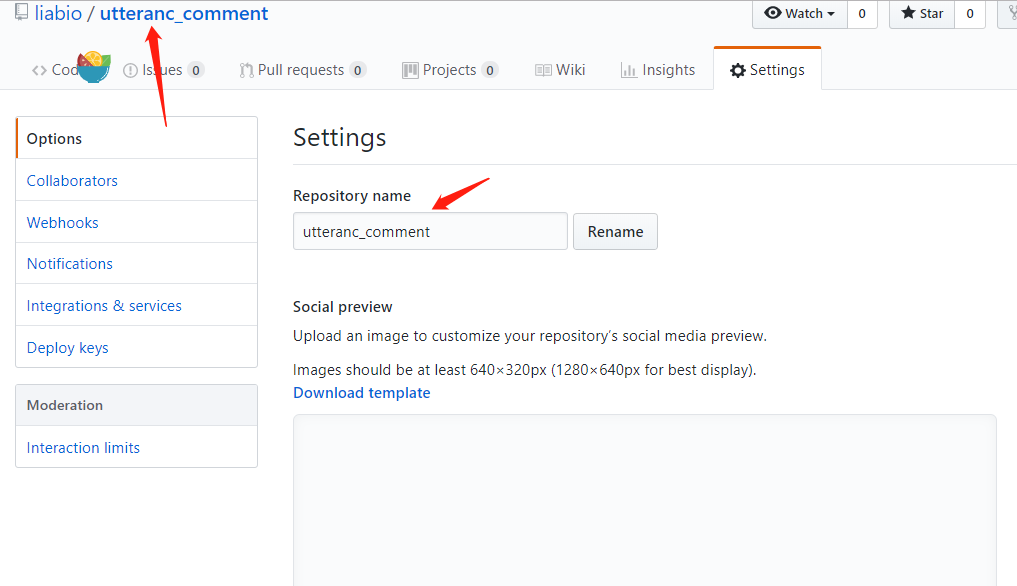 liabio / utteranc_comment
Watch 0 Star 0
Issues 0 Pull requests 0 Projects 0 Wiki Insights Settings
Options
Collaborators
Webhooks
Notifications
Integrations & services
Deploy keys
Moderation
Interaction limits
Settings
Repository name
utteranc_comment Rename
Social preview
Upload an image to customize your repository's social media preview.
Images should be at least 640×320px (1280×640px for best display).
Download template